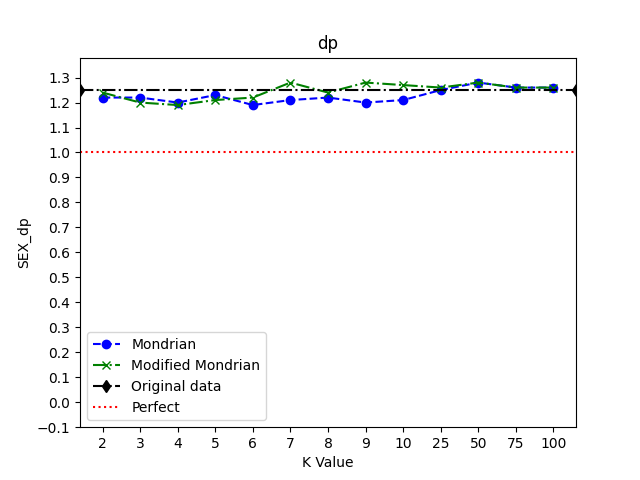 dp
1.3
1.2
1.1
1.0
0.9
0.8
0.7
0.6
0.5
0.4
0.3
0.2
0.1
0.0
−0.1
SEX_dp
Mondrian
Modified Mondrian
Original data
Perfect
2 3 4 5 6 7 8 9 10 25 50 75 100
K Value